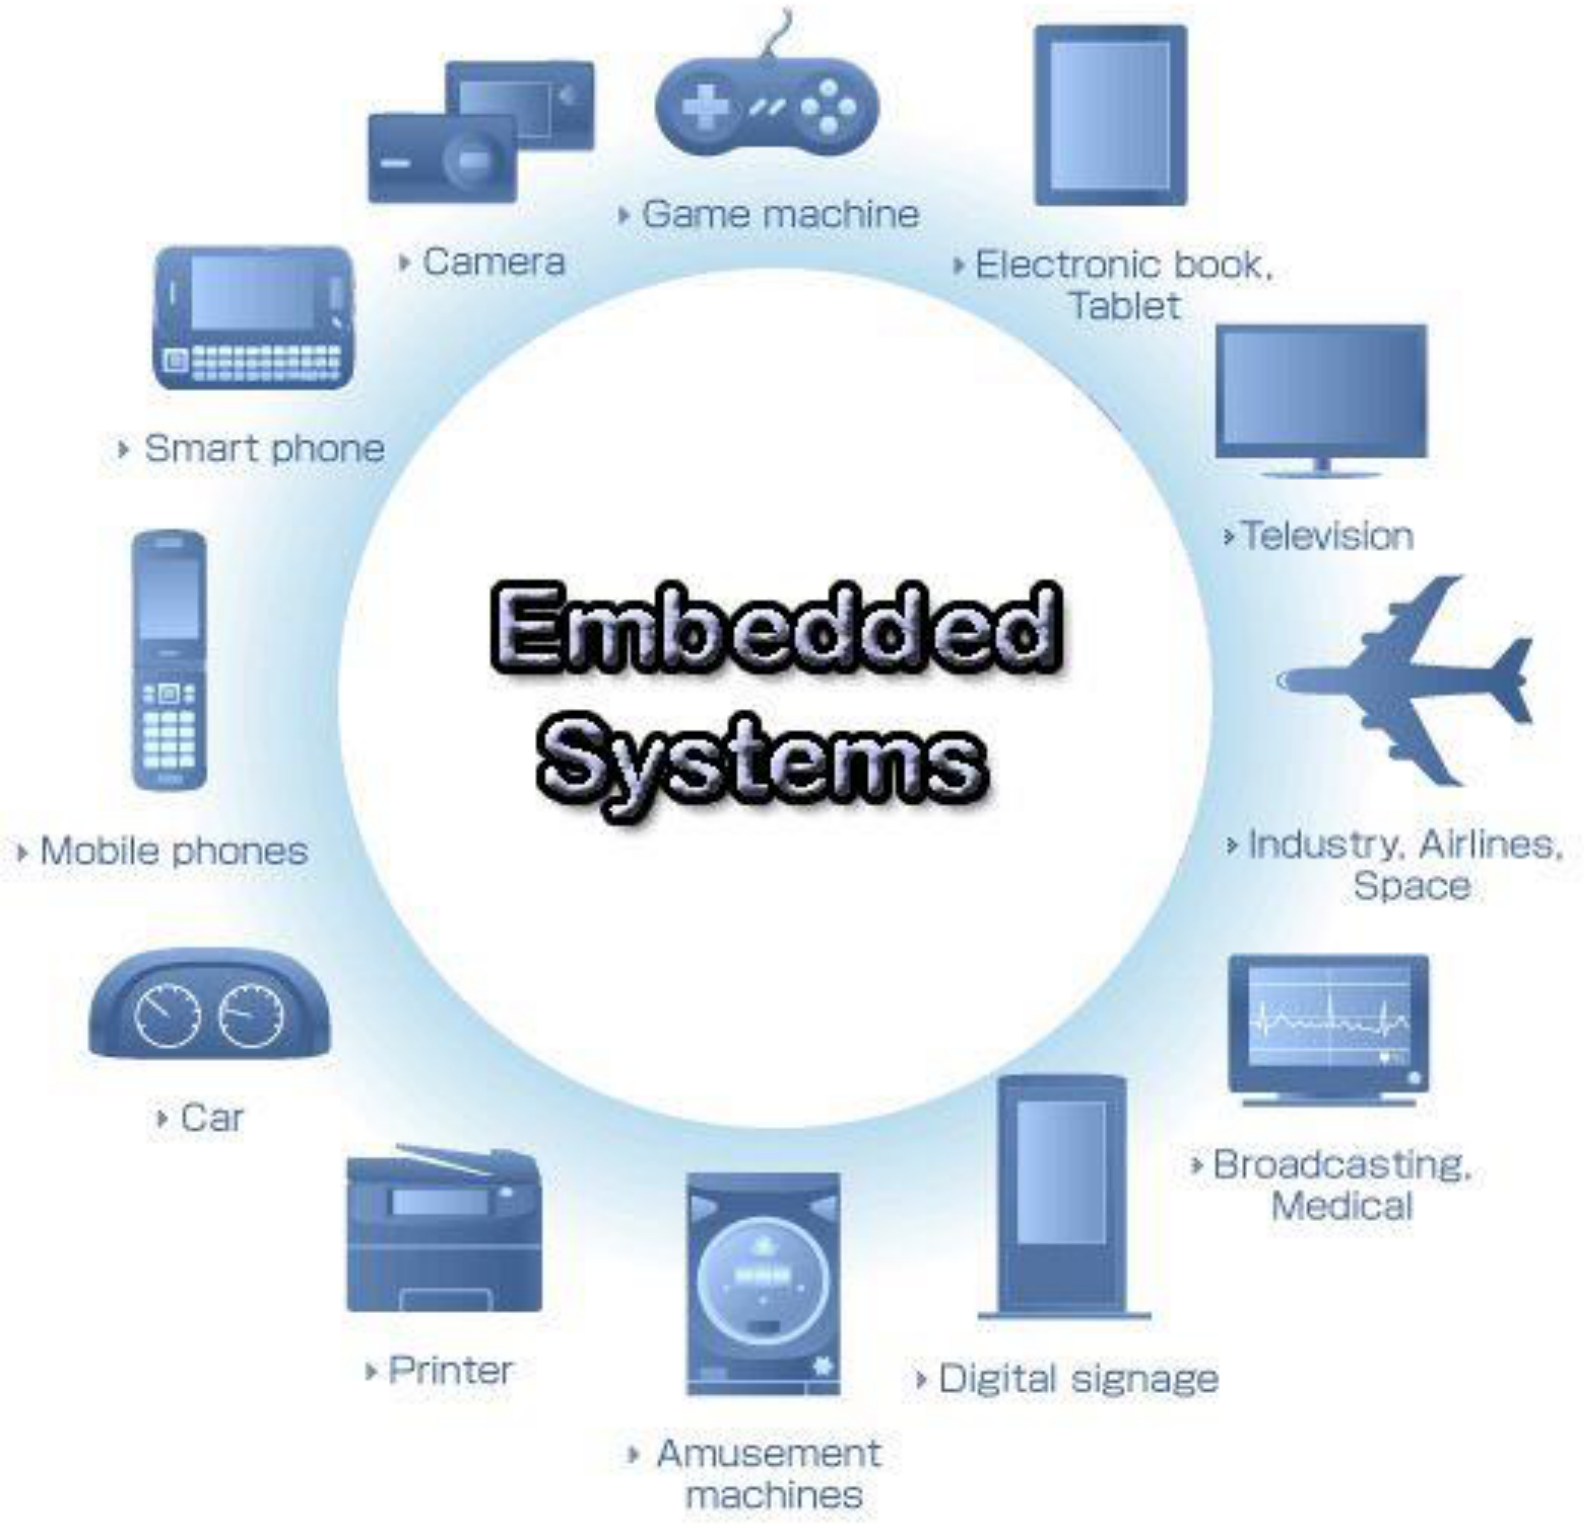 Game machine
Camera
Electronic book,
Tablet
Smart phone
Television
Embedded
Systems
Mobile phones
Industry, Airlines,
Space
Car
Broadcasting,
Medical
Printer
Digital signage
Amusement
machines